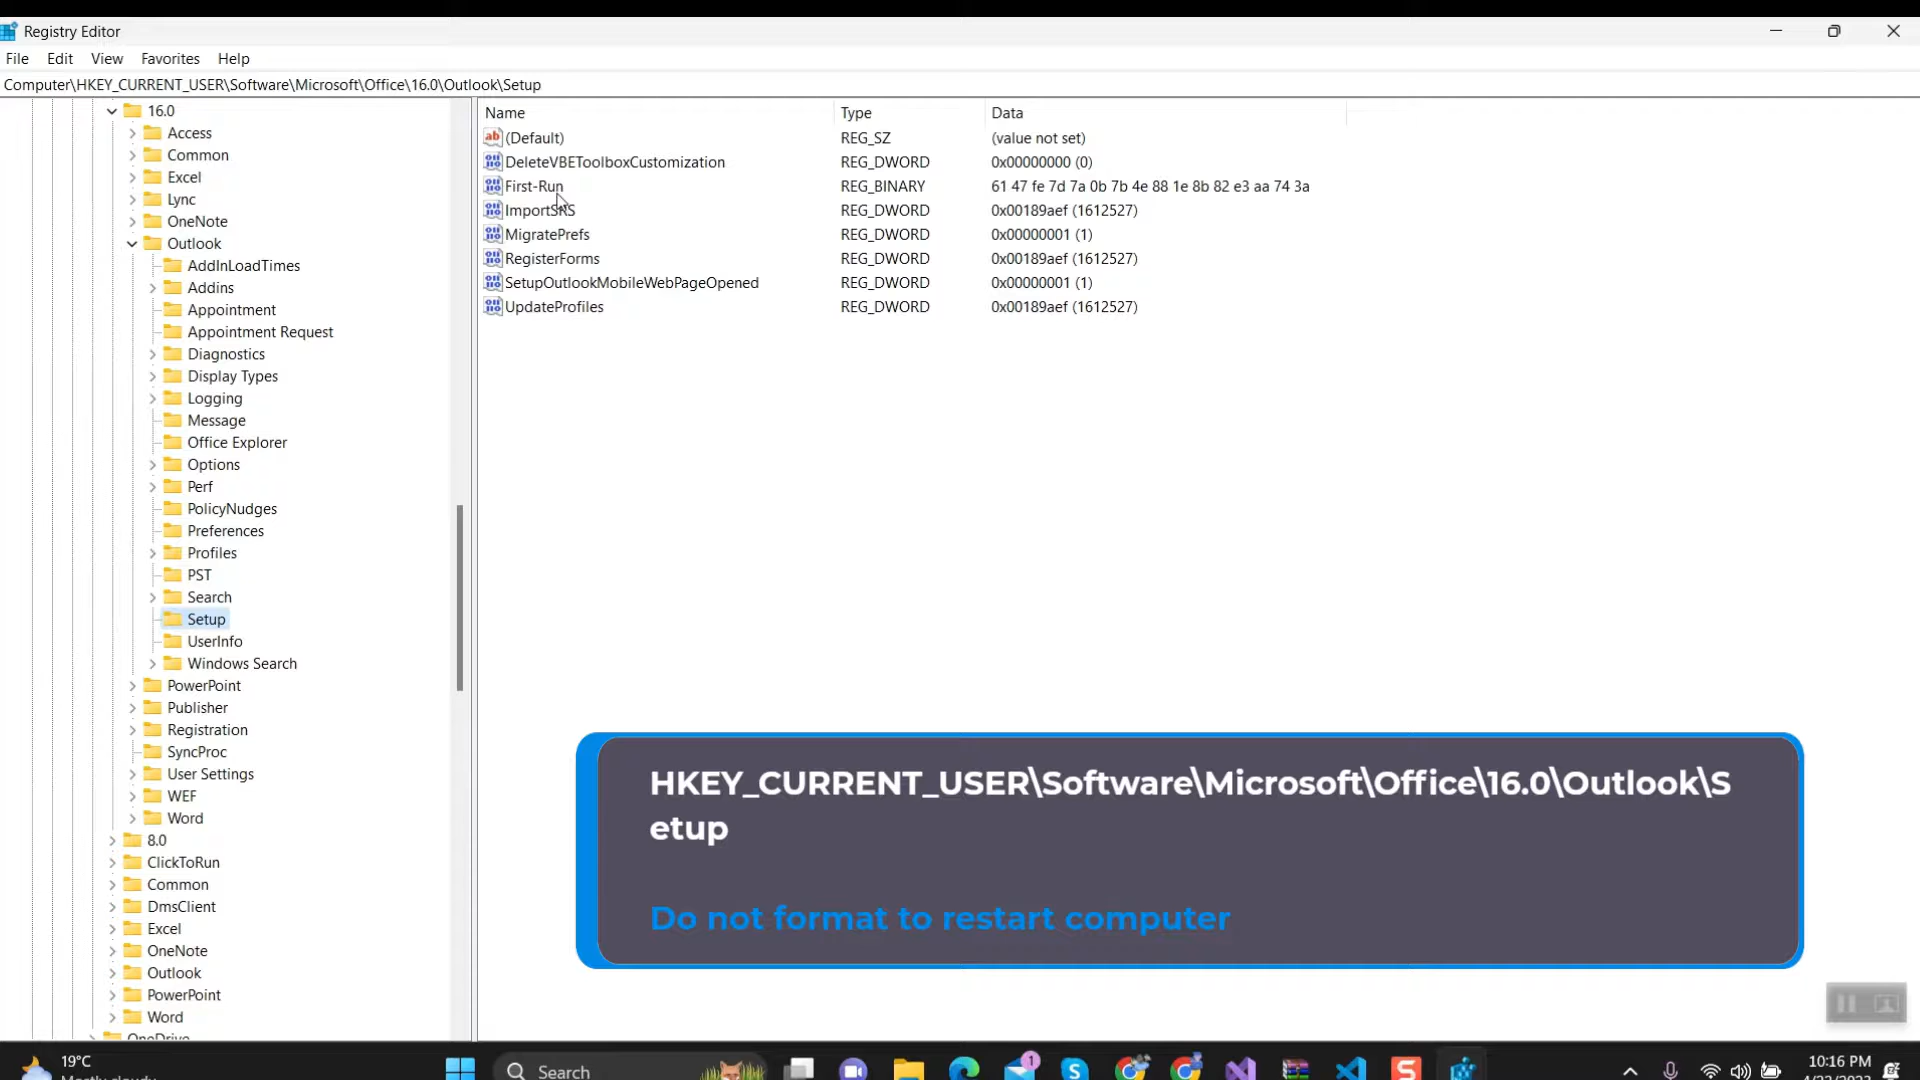 Registry Editor
File Edit View Favorites Help
Computer\HKEY_CURRENT_USER\Software\Microsoft\Office\16.0\Outlook\Setup
16.0
Access
Common
Excel
Lync
OneNote
Outlook
AddInLoadTimes
Addins
Appointment
Appointment Request
Diagnostics
Display Types
Logging
Message
Office Explorer
Options
Perf
PolicyNudges
Preferences
Profiles
PST
Search
Setup
UserInfo
Windows Search
PowerPoint
Publisher
Registration
SyncProc
User Settings
WEF
Word
8.0
ClickToRun
Common
DmsClient
Excel
OneNote
Outlook
PowerPoint
Word
OneDrive
Name Type Data
(Default) REG_SZ (value not set)
DeleteVBEToolboxCustomization REG_DWORD 0x00000000 (0)
First-Run REG_BINARY 61 47 fe 7d 7a 0b 7b 4e 88 1e 8b 82 e3 aa 74 3a
ImportSRS REG_DWORD 0x00189aef (1612527)
MigratePrefs REG_DWORD 0x00000001 (1)
RegisterForms REG_DWORD 0x00189aef (1612527)
SetupOutlookMobileWebPageOpened REG_DWORD 0x00000001 (1)
UpdateProfiles REG_DWORD 0x00189aef (1612527)
HKEY_CURRENT_USER\Software\Microsoft\Office\16.0\Outlook\S
etup
Do not format to restart computer
19°C
Mostly cloudy
Search
1
10:16 PM